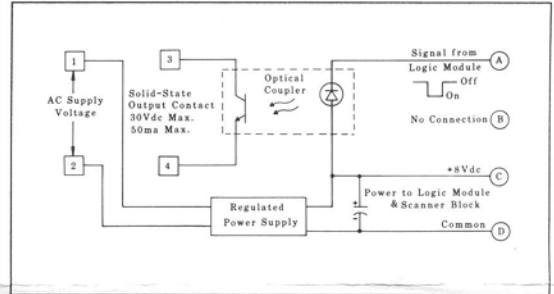 1
AC Supply
Voltage
2
3
Solid-State
Output Contact
30Vdc Max.
50ma Max.
4
Optical
Coupler
Regulated
Power Supply
Signal from
Logic Module
Off
On
A
No Connection
B
+8Vdc
C
Power to Logic Module
& Scanner Block
+
−
Common
D